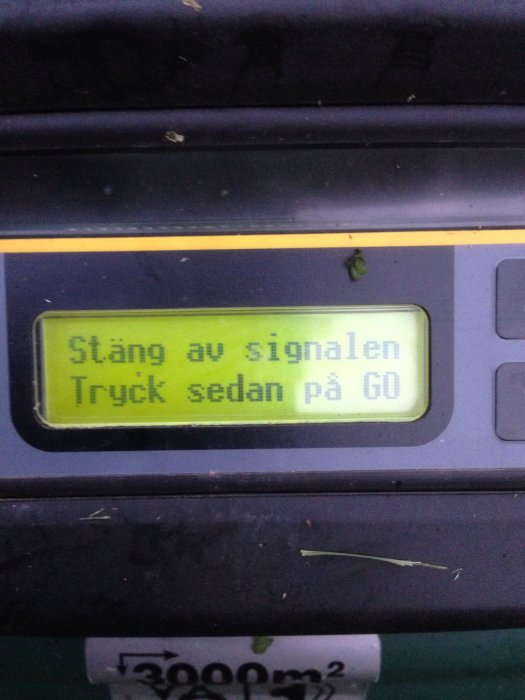 Stäng av signalen
Tryck sedan på GO
3000m²